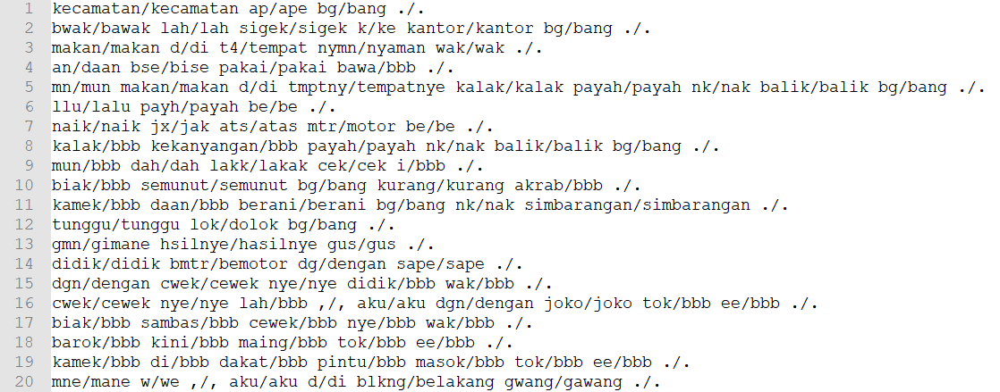 1 kecamatan/kecamatan ap/ape bg/bang ./.
2 bwak/bawak lah/lah sigek/sigek k/ke kantor/kantor bg/bang ./.
3 makan/makan d/di t4/tempat nymn/nyaman wak/wak ./.
4 an/daan bse/bise pakai/pakai bawa/bbb ./.
5 mn/mun makan/makan d/di tmptny/tempatnye kalak/kalak payah/payah nk/nak balik/balik bg/bang ./.
6 llu/lalu payh/payah be/be ./.
7 naik/naik jx/jak ats/atas mtr/motor be/be ./.
8 kalak/bbb kekanyangan/bbb payah/payah nk/nak balik/balik bg/bang ./.
9 mun/bbb dah/dah lakk/lakak cek/cek i/bbb ./.
10 biak/bbb semunut/semunut bg/bang kurang/kurang akrab/bbb ./.
11 kamek/bbb daan/bbb berani/berani bg/bang nk/nak simbarangan/simbarangan ./.
12 tunggu/tunggu lok/dolok bg/bang ./.
13 gmn/gimane hsilnye/hasilnye gus/gus ./.
14 didik/didik bmtr/bemotor dg/dengan sape/sape ./.
15 dgn/dengan cwek/cewek nye/nye didik/bbb wak/bbb ./.
16 cwek/cewek nye/nye lah/bbb ,/, aku/aku dgn/dengan joko/joko tok/bbb ee/bbb ./.
17 biak/bbb sambas/bbb cewek/bbb nye/bbb wak/bbb ./.
18 barok/bbb kini/bbb maing/bbb tok/bbb ee/bbb ./.
19 kamek/bbb di/bbb dakat/bbb pintu/bbb masok/bbb tok/bbb ee/bbb ./.
20 mne/mane w/we ,/, aku/aku d/di blkng/belakang gwang/gawang ./.